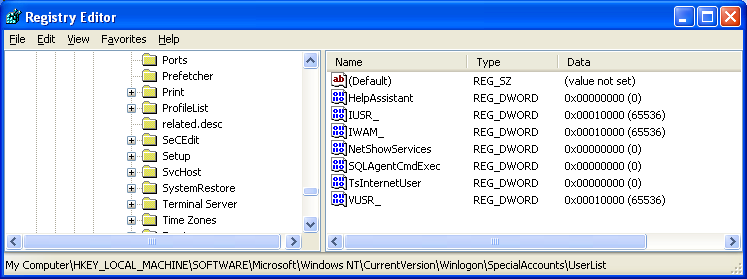 Registry Editor
File Edit View Favorites Help
Ports
Prefetcher
Print
ProfileList
related.desc
SeCEdit
Setup
SvcHost
SystemRestore
Terminal Server
Time Zones
Name Type Data
(Default) REG_SZ (value not set)
HelpAssistant REG_DWORD 0x00000000 (0)
IUSR_ REG_DWORD 0x00010000 (65536)
IWAM_ REG_DWORD 0x00010000 (65536)
NetShowServices REG_DWORD 0x00000000 (0)
SQLAgentCmdExec REG_DWORD 0x00000000 (0)
TsInternetUser REG_DWORD 0x00000000 (0)
VUSR_ REG_DWORD 0x00010000 (65536)
My Computer\HKEY_LOCAL_MACHINE\SOFTWARE\Microsoft\Windows NT\CurrentVersion\Winlogon\SpecialAccounts\UserList